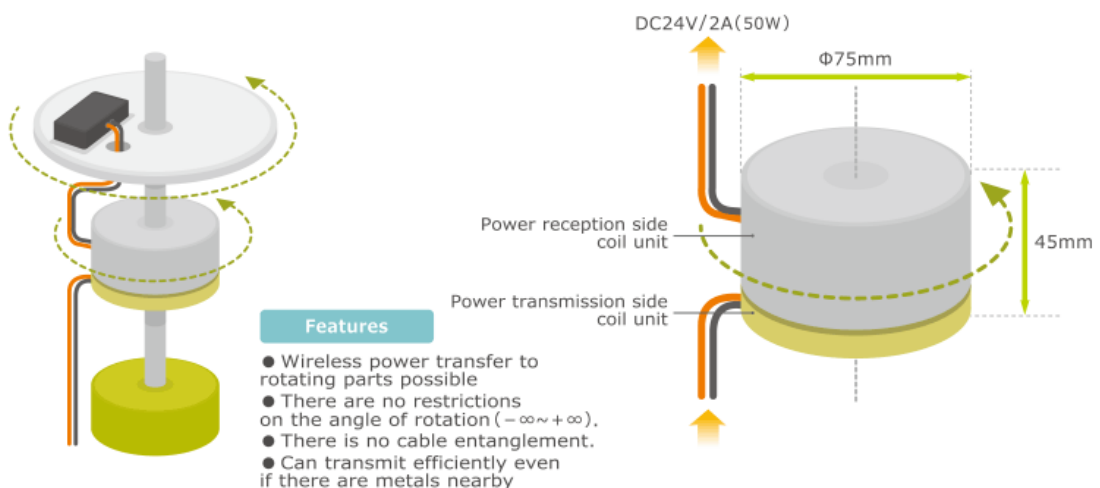 DC24V/2A(50W)
Φ75mm
Power reception side
coil unit
45mm
Power transmission side
coil unit
Features
● Wireless power transfer to
rotating parts possible
● There are no restrictions
on the angle of rotation(−∞~+∞).
● There is no cable entanglement.
● Can transmit efficiently even
if there are metals nearby